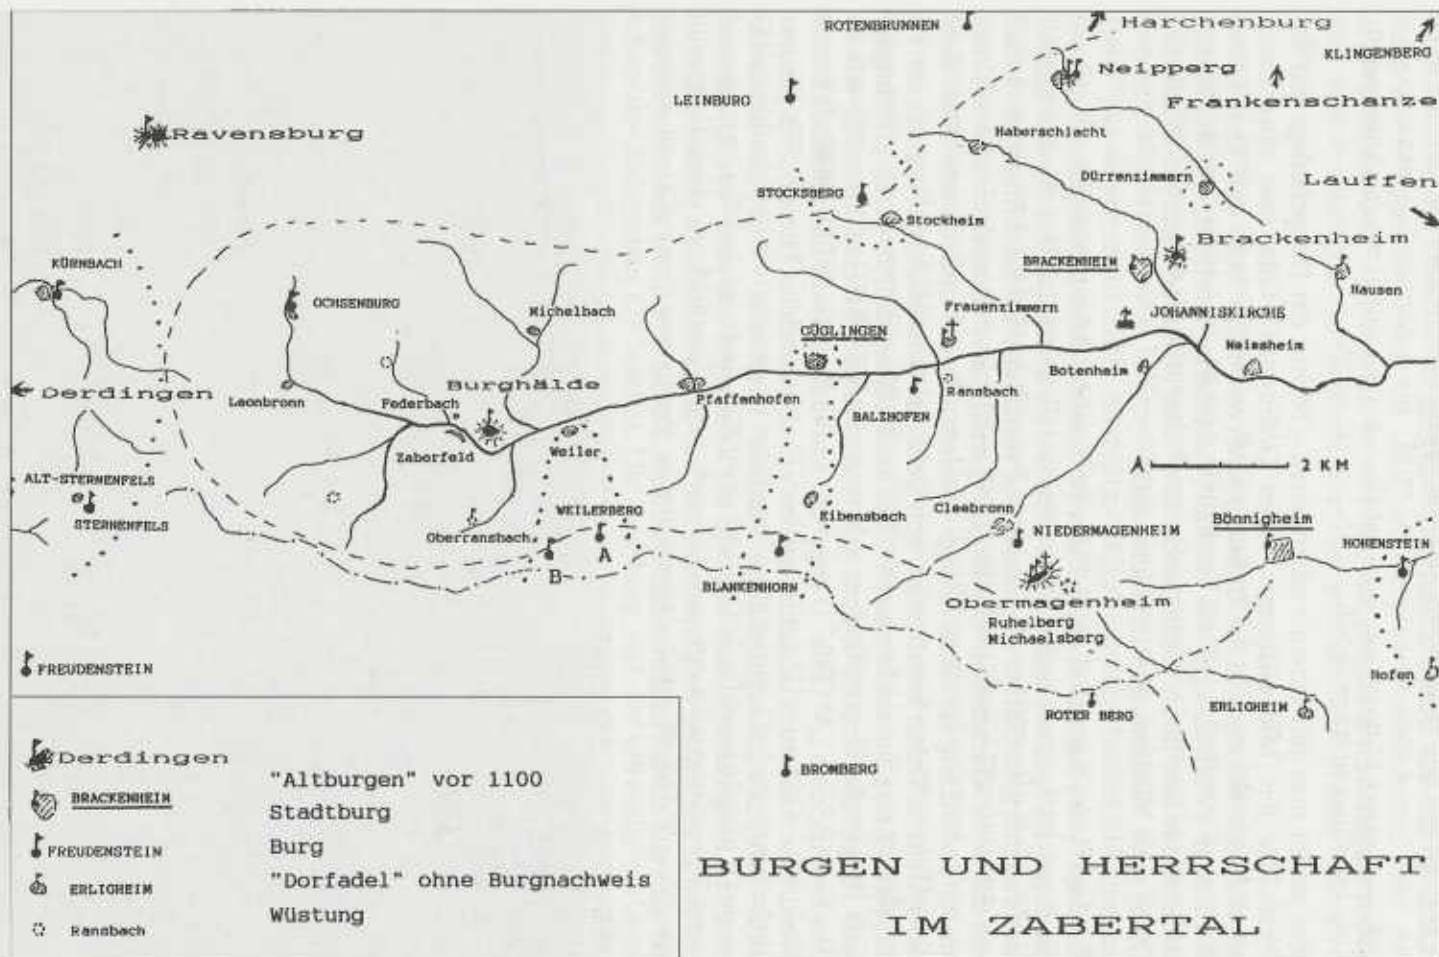 ROTENBRUNNEN
Harchenburg
KLINGENBERG
Neipperg
LEINBURG
Frankenschanze
Ravensburg
Haberschlacht
Dürrenzimmern
Lauffen
STOCKSBERG
Stockheim
Brackenheim
KÜRNBACH
BRACKENHEIM
Hausen
OCHSENBURG
Michelbach
Frauenzimmern
JOHANNISKIRCHE
GÜGLINGEN
Meimsheim
Derdingen
Burghälde
Botenheim
Leonbronn
Federbach
Pfaffenhofen
BALZHOFEN
Ransbach
Zaberfeld
Weiler
2 KM
ALT-STERNENFELS
STERNENFELS
WEILERBERG
Eibensbach
Cleebronn
Bönnigheim
Oberransbach
NIEDERMAGENHEIM
HOHENSTEIN
A
B
BLANKENHORN
Obermagenheim
Ruhelberg
Michaelsberg
FREUDENSTEIN
Hofen
ROTER BERG
ERLIGHEIM
BROMBERG
Derdingen "Altburgen" vor 1100
BRACKENHEIM Stadtburg
FREUDENSTEIN Burg
ERLIGHEIM "Dorfadel" ohne Burgnachweis
Ransbach Wüstung
BURGEN UND HERRSCHAFT
IM ZABERTAL